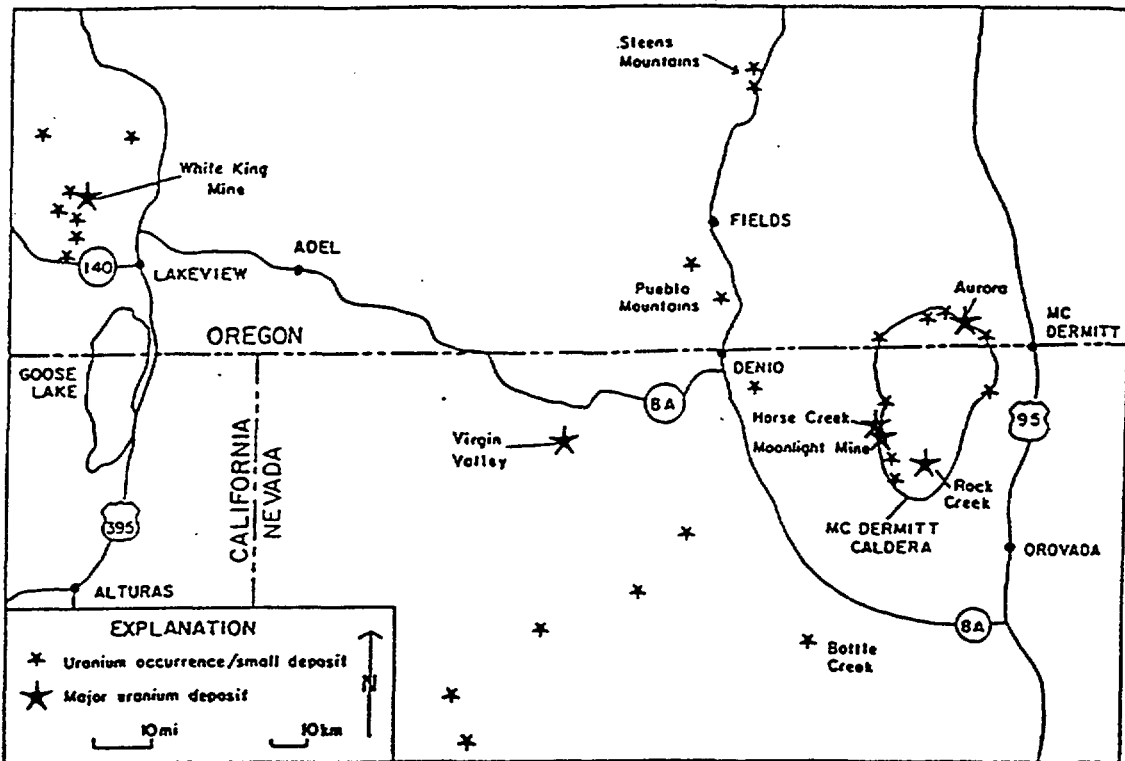 Steens
Mountains
White King
Mine
FIELDS
ADEL
140
LAKEVIEW
Pueblo
Mountains
Aurora
MC
DERMITT
OREGON
GOOSE
LAKE
DENIO
8A
Horse Creek
Moonlight Mine
95
Virgin
Valley
CALIFORNIA
NEVADA
Rock
Creek
MC DERMITT
CALDERA
395
OROVADA
ALTURAS
EXPLANATION
Uranium occurrence/small deposit
Major uranium deposit
N
10mi
10km
8A
Bottle
Creek